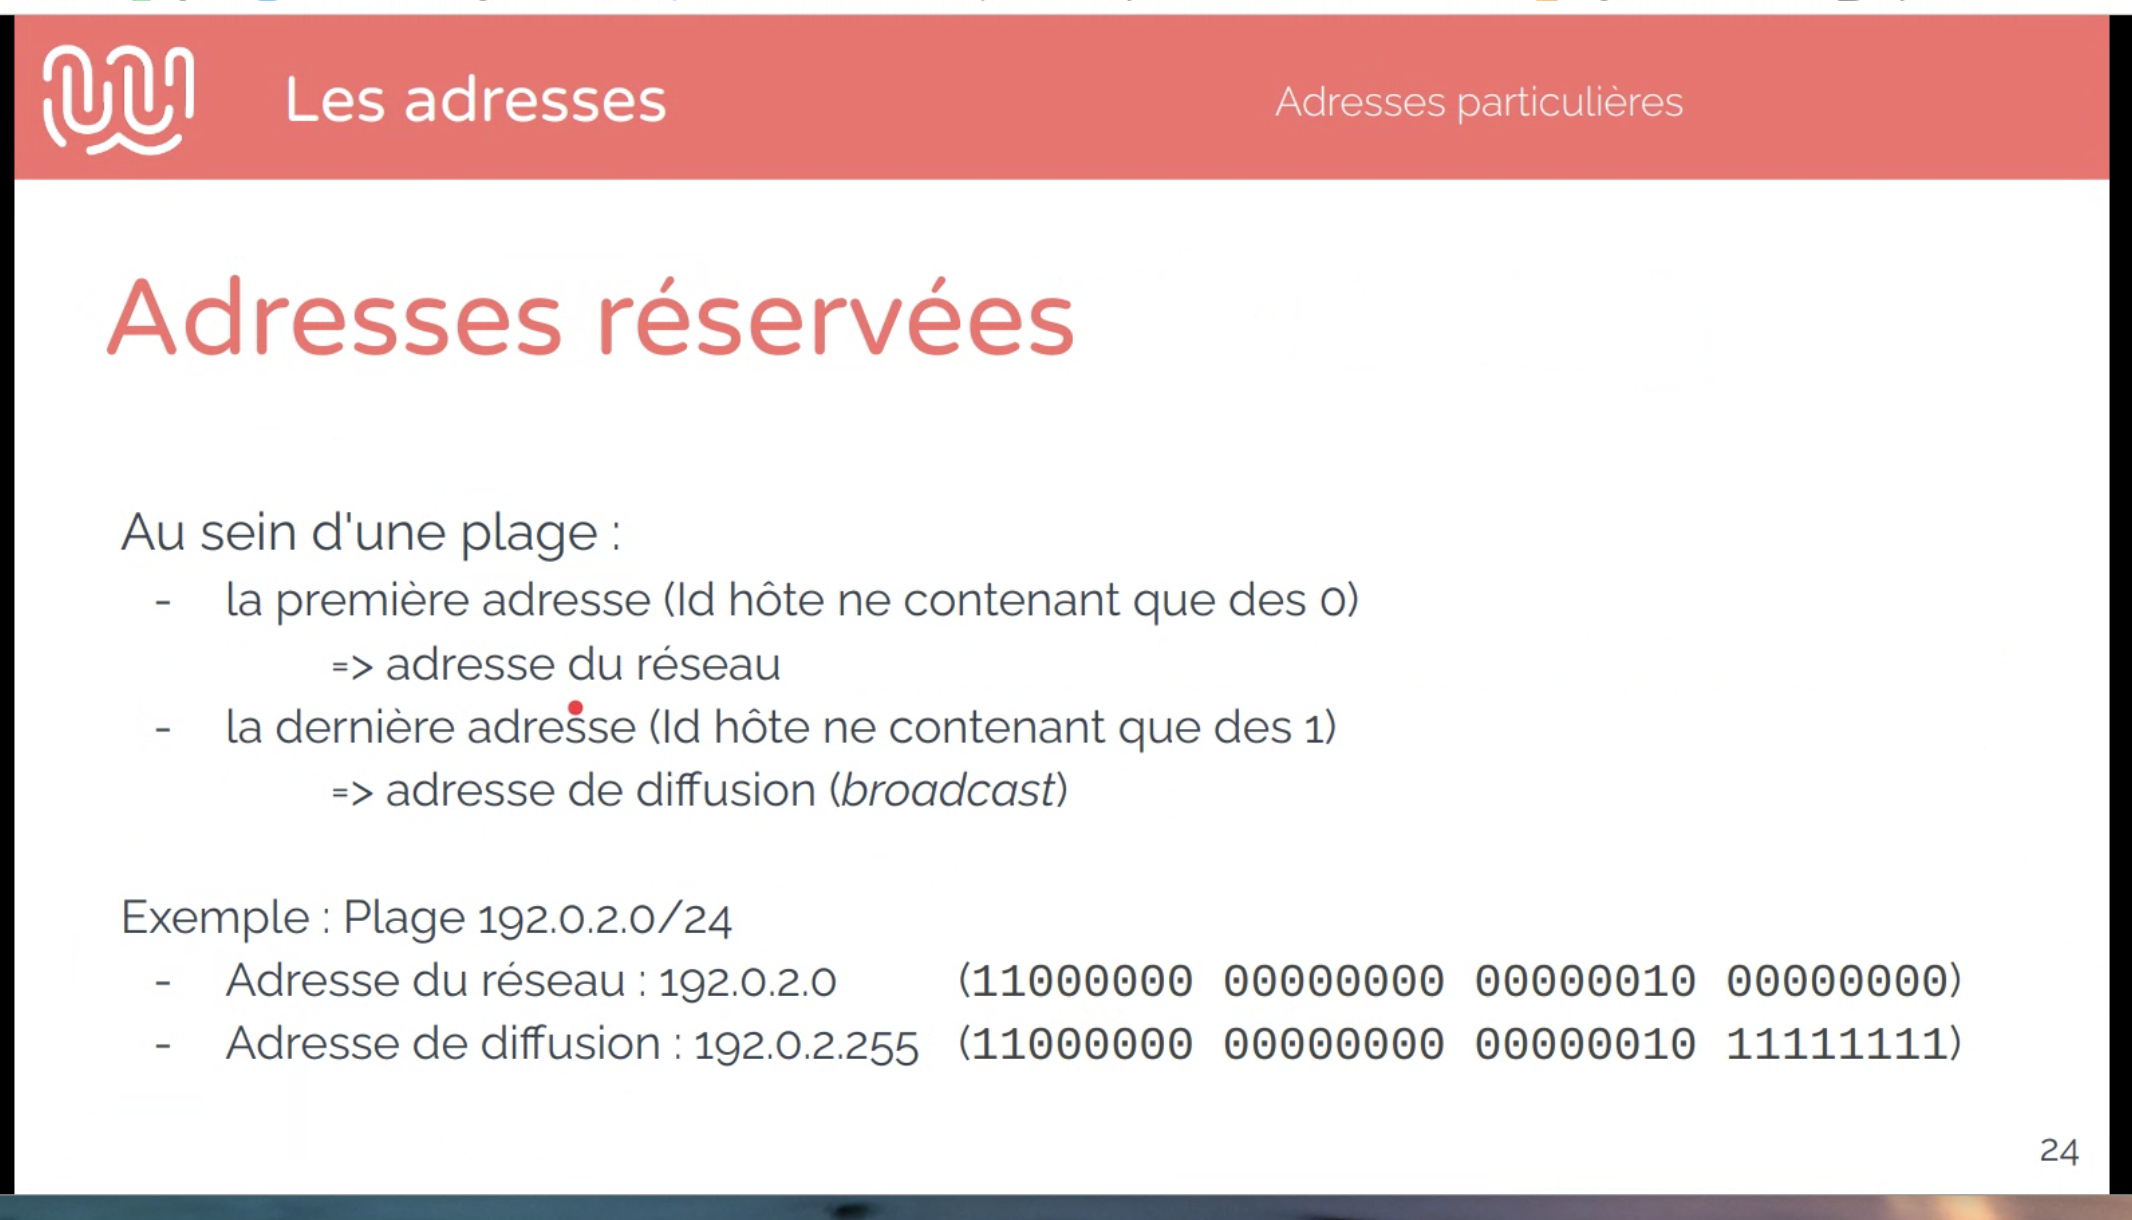 Les adresses
Adresses particulières
Adresses réservées
Au sein d'une plage :
- la première adresse (Id hôte ne contenant que des 0)
=> adresse du réseau
- la dernière adresse (Id hôte ne contenant que des 1)
=> adresse de diffusion (broadcast)
Exemple : Plage 192.0.2.0/24
- Adresse du réseau : 192.0.2.0 (11000000 00000000 00000010 00000000)
- Adresse de diffusion : 192.0.2.255 (11000000 00000000 00000010 11111111)
24